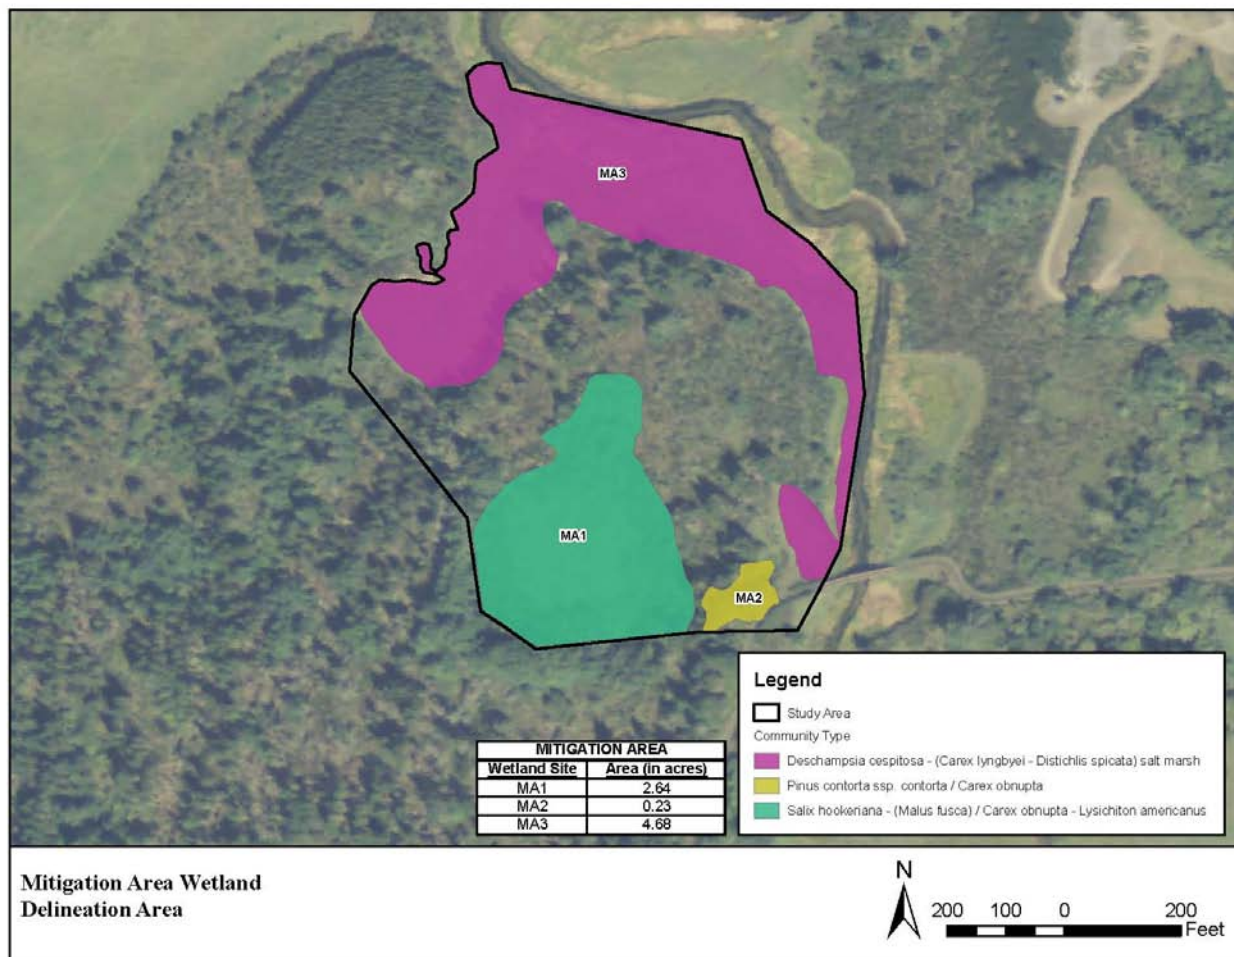 MA3
MA1
MA2
Legend
Study Area
Community Type
Deschampsia cespitosa - (Carex lyngbyei - Distichlis spicata) salt marsh
Pinus contorta ssp. contorta / Carex obnupta
Salix hookeriana - (Malus fusca) / Carex obnupta - Lysichiton americanus
MITIGATION AREA
Wetland Site Area (in acres)
MA1 2.64
MA2 0.23
MA3 4.68
Mitigation Area Wetland
Delineation Area
N
200 100 0 200
Feet